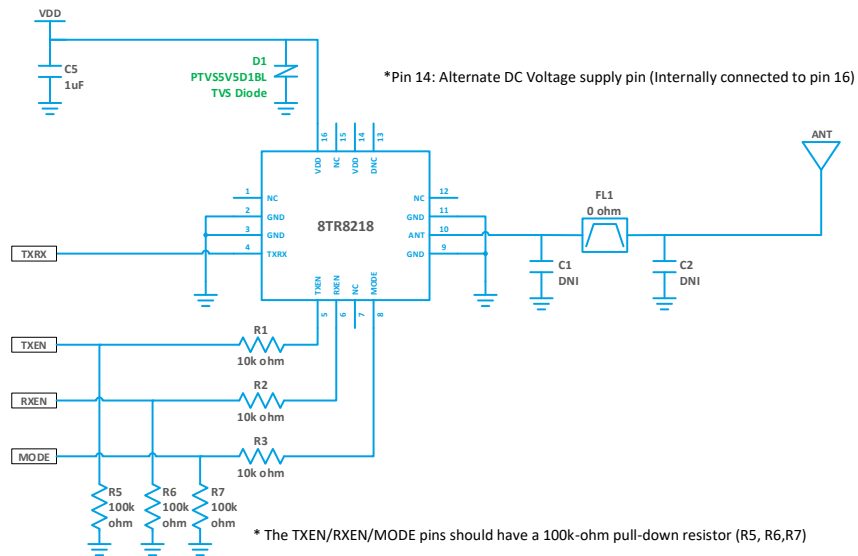 VDD
C5
1uF
D1
PTVS5V5D1BL
TVS Diode
*Pin 14: Alternate DC Voltage supply pin (Internally connected to pin 16)
16
15
14
13
VDD
NC
VDD
DNC
ANT
1
NC
NC
12
2
GND
GND
11
8TR8218
3
GND
ANT
10
TXRX
4
TXRX
GND
9
TXEN
RXEN
NC
MODE
5
6
7
8
FL1
0 ohm
C1
DNI
C2
DNI
TXEN
R1
10k ohm
RXEN
R2
10k ohm
MODE
R3
10k ohm
R5
100k
ohm
R6
100k
ohm
R7
100k
ohm
* The TXEN/RXEN/MODE pins should have a 100k-ohm pull-down resistor (R5, R6,R7)